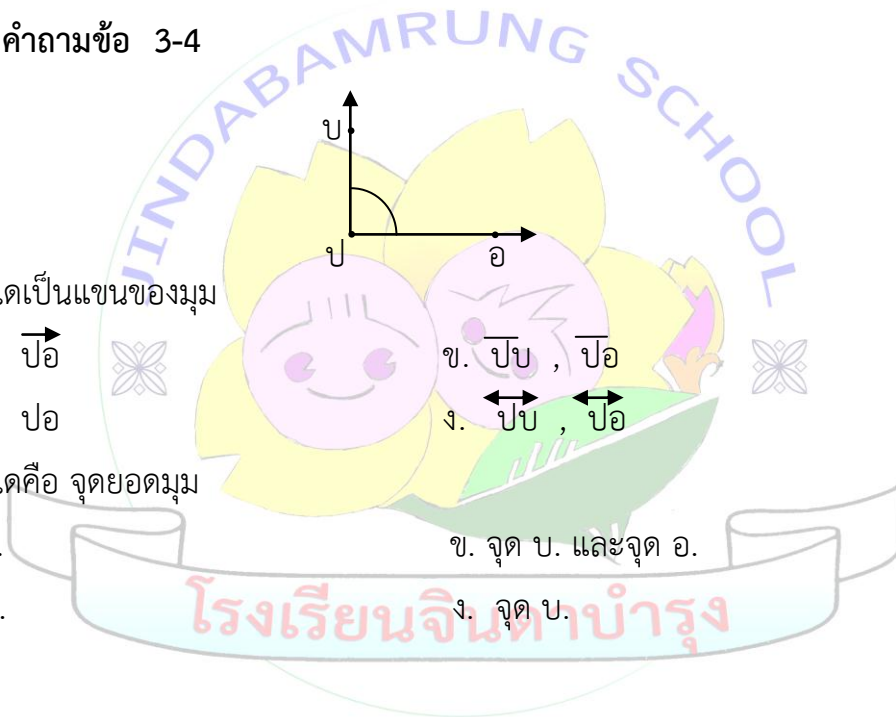 คำถามข้อ 3-4
JINDABAMRUNG SCHOOL
บ
ป อ
ใดเป็นแขนของมุม
ปอ ข. ปบ , ปอ
ปอ ง. ปบ , ปอ
ใดคือ จุดยอดมุม
. ข. จุด บ. และจุด อ.
. ง. จุด บ.
โรงเรียนจินดาบำรุง